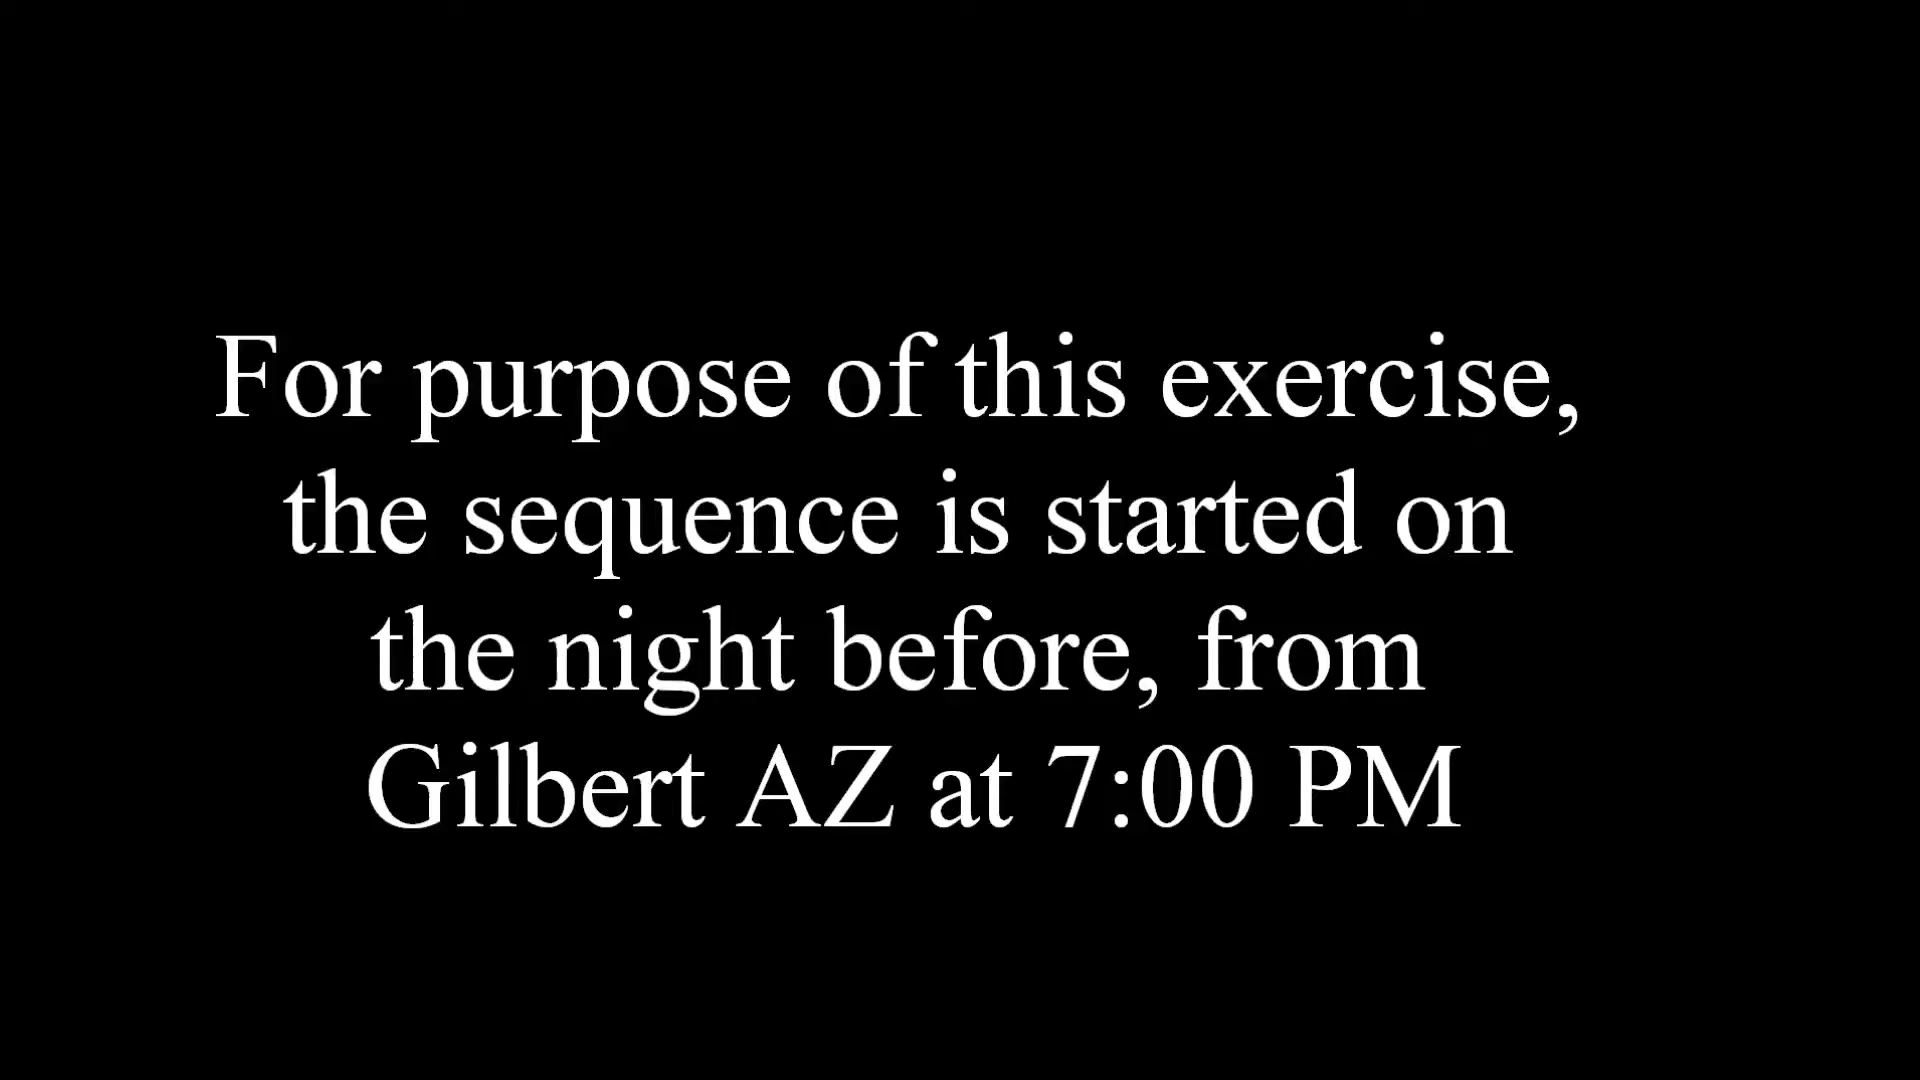 For purpose of this exercise,
the sequence is started on
the night before, from
Gilbert AZ at 7:00 PM